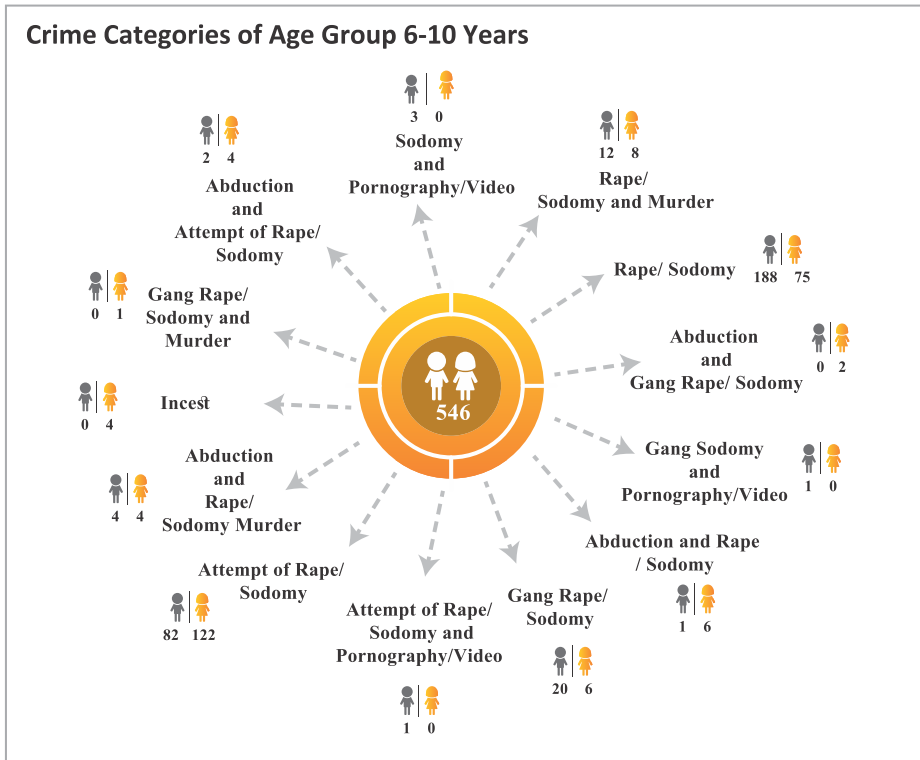 Crime Categories of Age Group 6-10 Years
3 0
Sodomy
and
Pornography/Video
12 8
Rape/
Sodomy and Murder
Rape/ Sodomy
188 75
Abduction
and
Gang Rape/ Sodomy
0 2
Gang Sodomy
and
Pornography/Video
1 0
Abduction and Rape
/ Sodomy
1 6
Gang Rape/
Sodomy
20 6
Attempt of Rape/
Sodomy and
Pornography/Video
1 0
Attempt of Rape/
Sodomy
82 122
Abduction
and
Rape/
Sodomy Murder
4 4
Incest
0 4
Gang Rape/
Sodomy and
Murder
0 1
2 4
Abduction
and
Attempt of Rape/
Sodomy
546